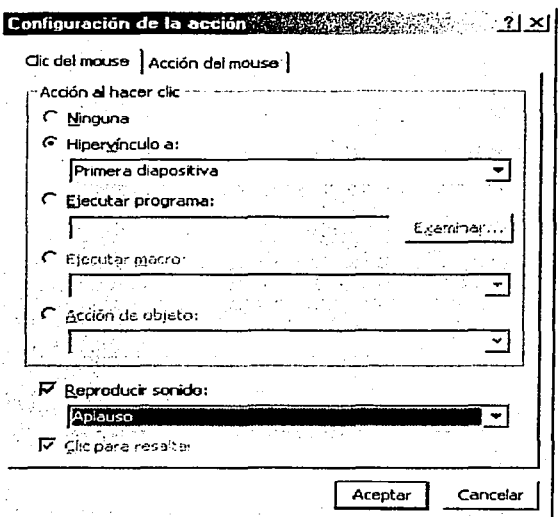 Configuración de la acción
Clic del mouse
Acción del mouse
Acción al hacer clic
Ninguna
Hipervínculo a:
Primera diapositiva
Ejecutar programa:
Examinar...
Ejecutar macro:
Acción de objeto:
Reproducir sonido:
Aplauso
Clic para resaltar
Aceptar
Cancelar